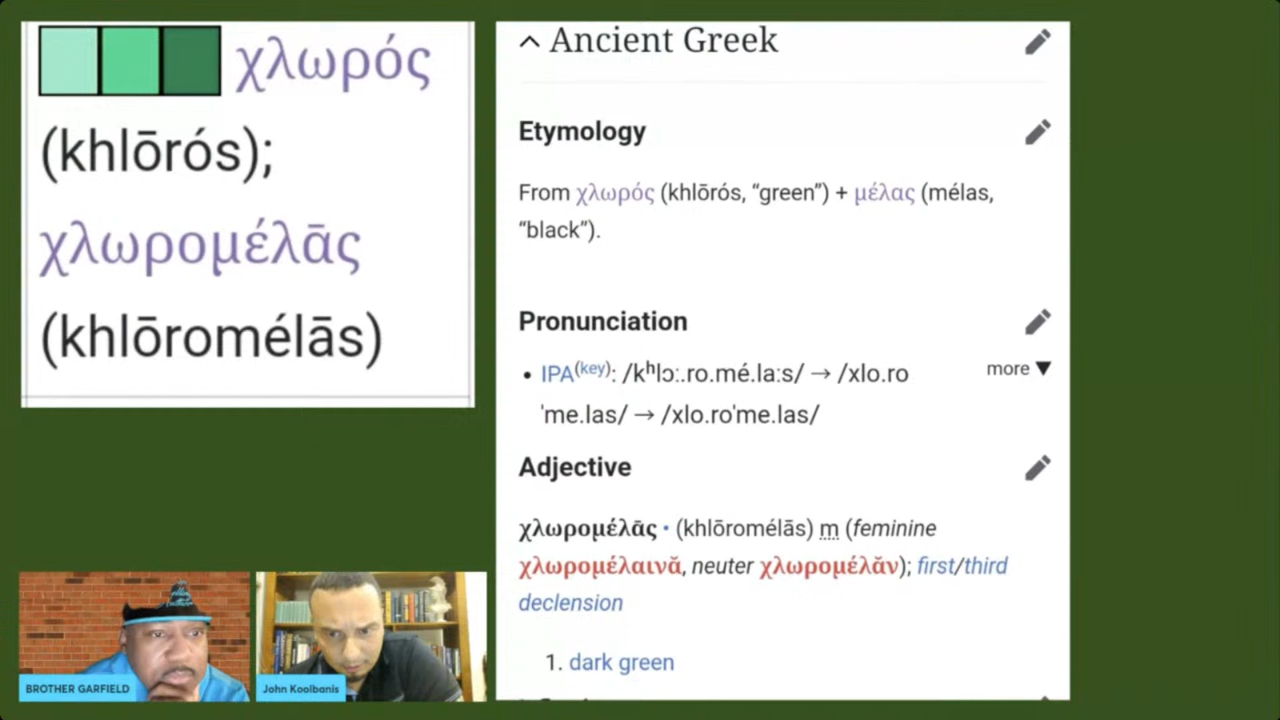 χλωρός
(khlōrós);
χλωρομέλᾱς
(khlōromélās)
Ancient Greek
Etymology
From χλωρός (khlōrós, “green”) + μέλας (mélas,
“black”).
Pronunciation
• IPA(key): /kʰlɔː.ro.mé.laːs/ → /xlo.ro
ˈme.las/ → /xlo.roˈme.las/
more ▼
Adjective
χλωρομέλᾱς • (khlōromélās) m (feminine
χλωρομέλαινᾰ, neuter χλωρομέλᾰν); first/third
declension
1. dark green
BROTHER GARFIELD
John Koolbanis